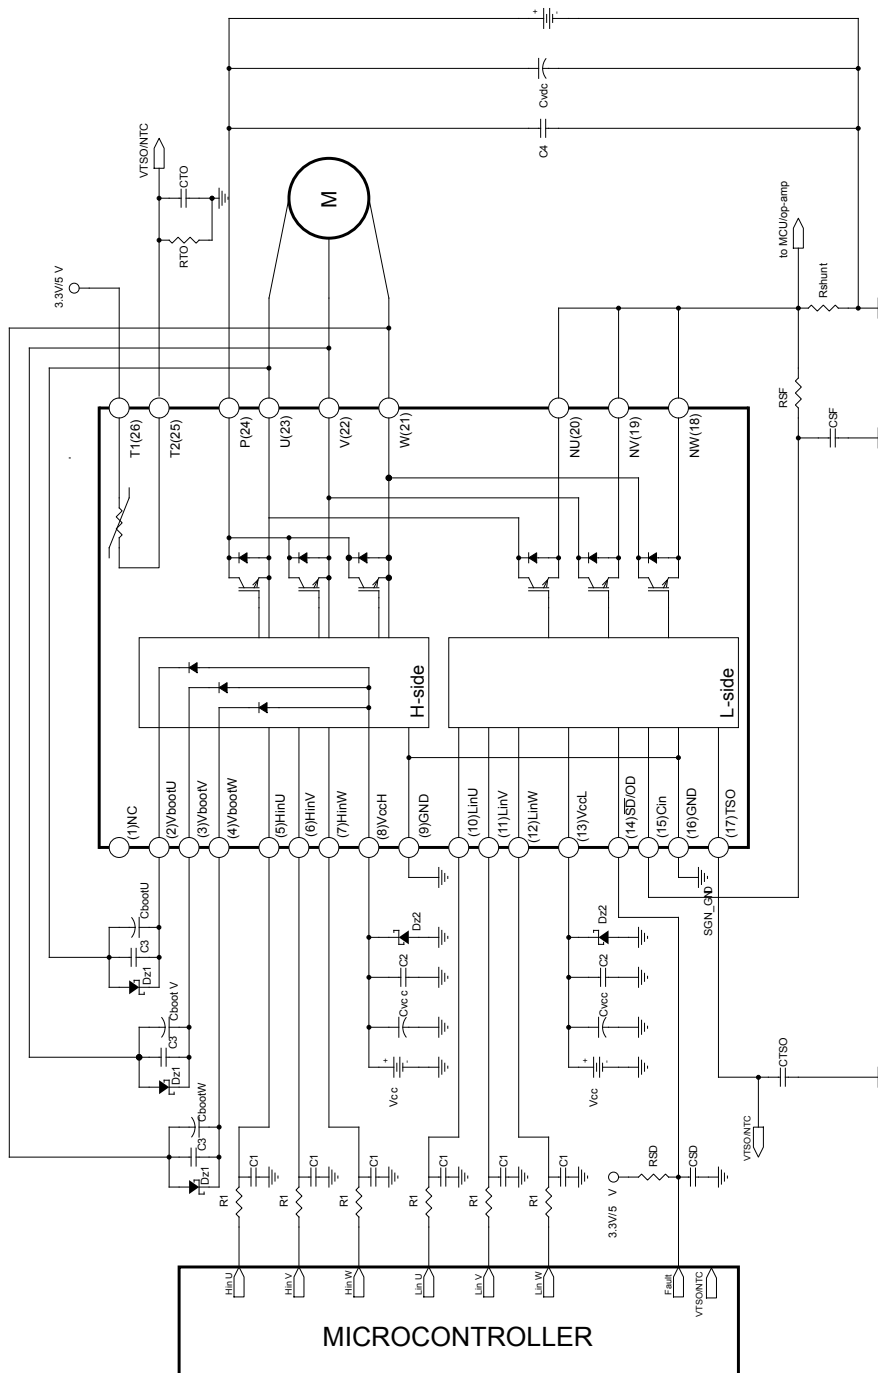 + -
Cvdc
C4
VTSO/NTC
CTO
RTO
M
3.3V/5 V
to MCU/op-amp
Rshunt
RSF
CSF
T1(26)
T2(25)
P(24)
U(23)
V(22)
W(21)
NU(20)
NV(19)
NW(18)
H-side
L-side
(1)NC
(2)VbootU
(3)VbootV
(4)VbootW
(5)HinU
(6)HinV
(7)HinW
(8)VccH
(9)GND
(10)LinU
(11)LinV
(12)LinW
(13)VccL
(14)SD/OD
(15)Cin
(16)GND
(17)TSO
SGN_GND
CbootU
C3
Dz1
Cboot V
C3
Dz1
CbootW
C3
Dz1
Dz2
C2
Cvc c
+ -
Vcc
Dz2
C2
Cvcc
+ -
Vcc
CTSO
VTSO/NTC
R1
C1
R1
C1
R1
C1
R1
C1
R1
C1
R1
C1
3.3V/5 V
RSD
CSD
Hin U
Hin V
Hin W
Lin U
Lin V
Lin W
Fault
VTSO/NTC
MICROCONTROLLER